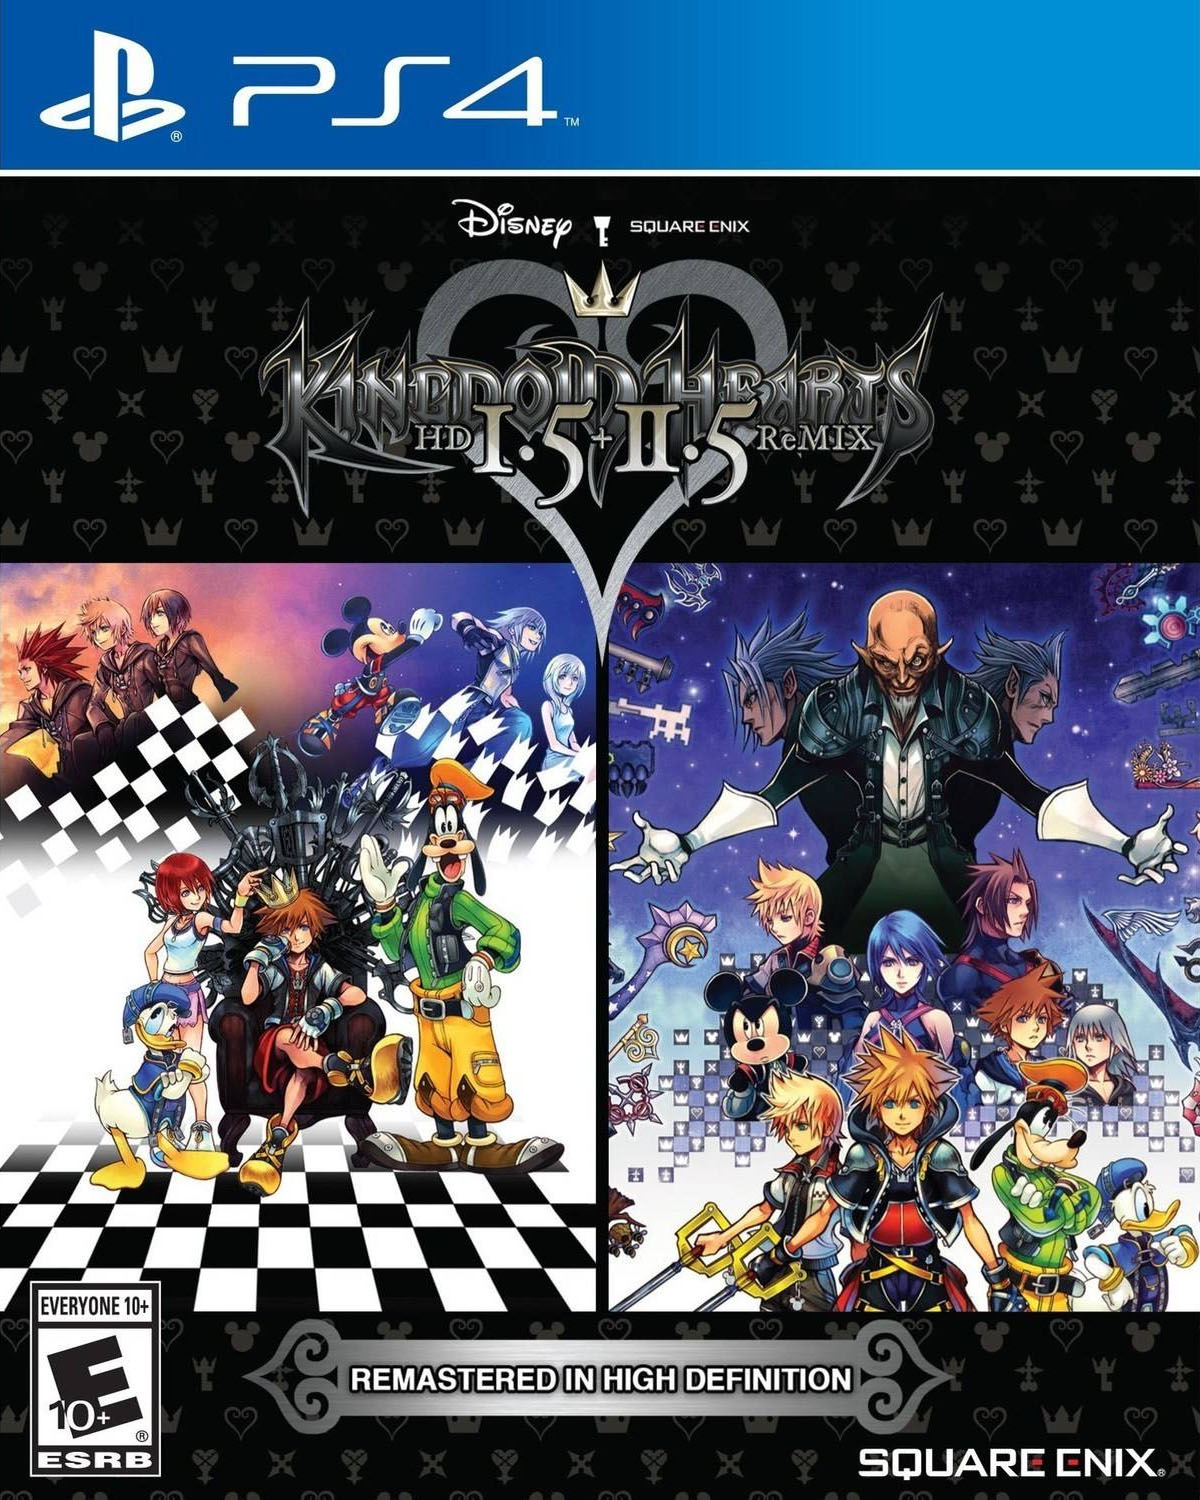 PS4™
Disney SQUARE ENIX
KINGDOM HEARTS
HD I.5+II.5 ReMIX
EVERYONE 10+
E
10+
®
ESRB
REMASTERED IN HIGH DEFINITION
SQUARE ENIX®